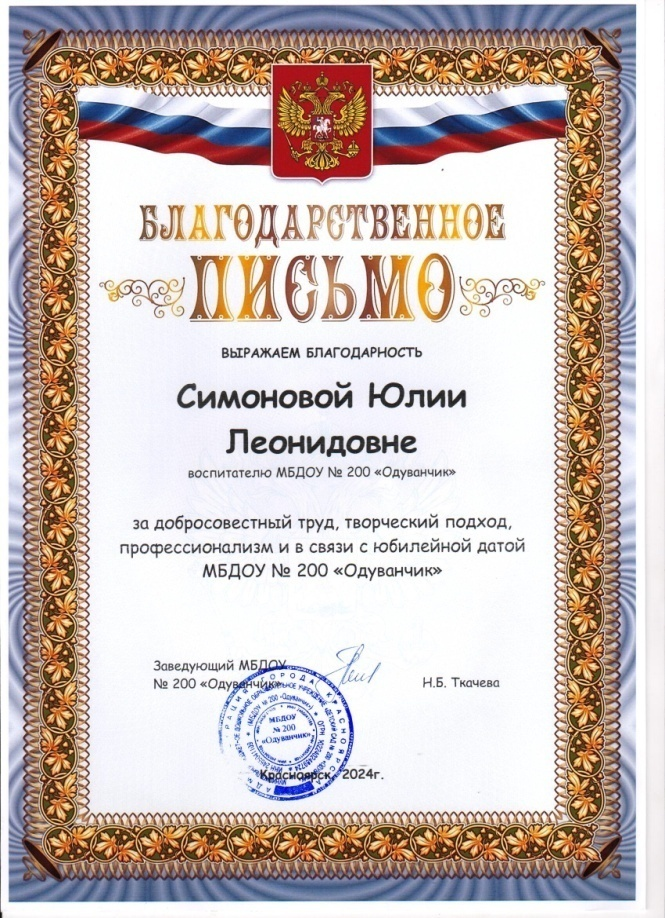 БЛАГОДАРСТВЕННОЕ
ПИСЬМО
ВЫРАЖАЕМ БЛАГОДАРНОСТЬ
Симоновой Юлии
Леонидовне
воспитателю МБДОУ № 200 «Одуванчик»
за добросовестный труд, творческий подход,
профессионализм и в связи с юбилейной датой
МБДОУ № 200 «Одуванчик»
Заведующий МБДОУ
№ 200 «Одуванчик»
Н.Б. Ткачева
МБДОУ
№ 200
«Одуванчик»
Красноярск, 2024г.